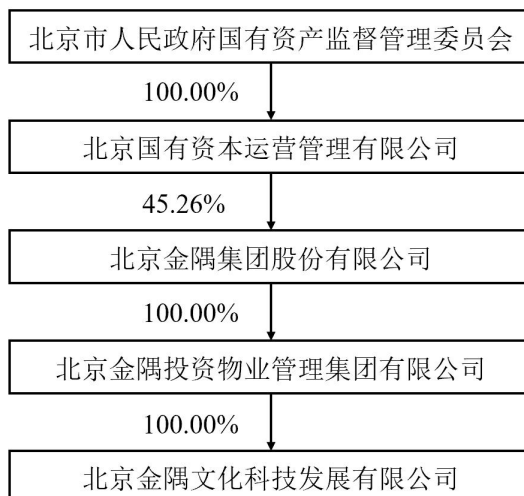 北京市人民政府国有资产监督管理委员会
100.00%
北京国有资本运营管理有限公司
45.26%
北京金隅集团股份有限公司
100.00%
北京金隅投资物业管理集团有限公司
100.00%
北京金隅文化科技发展有限公司